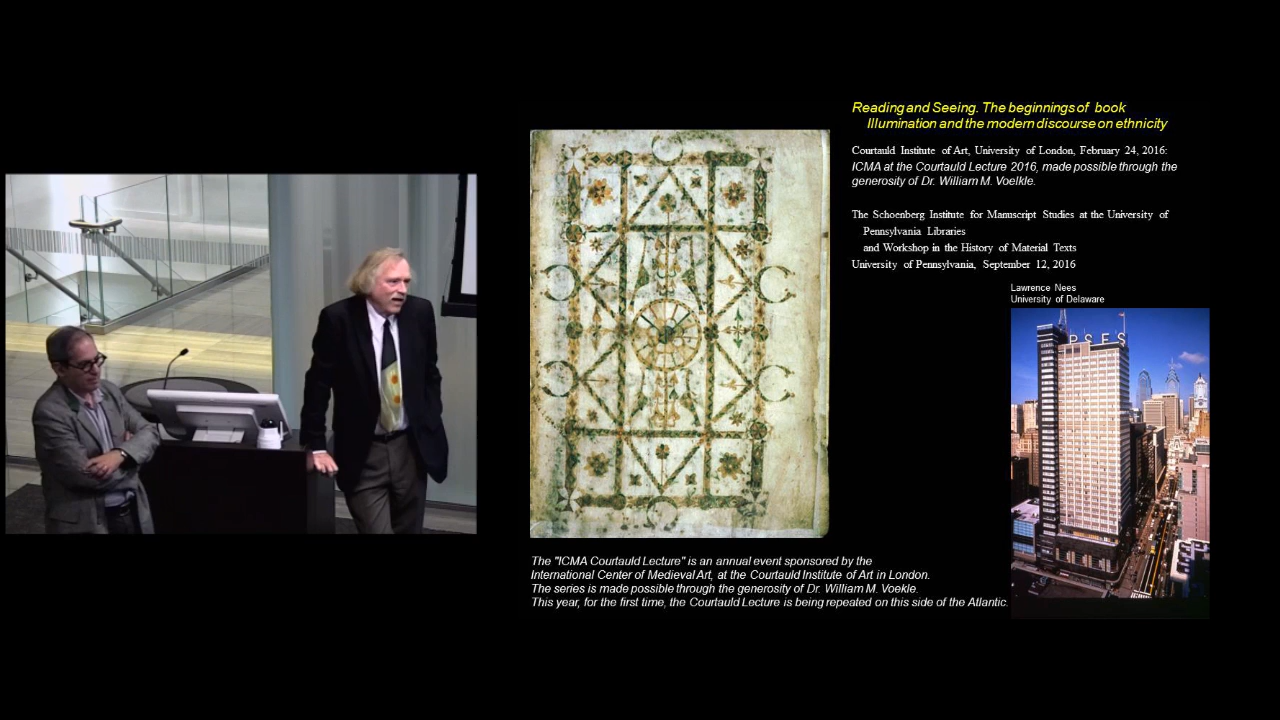 Reading and Seeing. The beginnings of book
Illumination and the modern discourse on ethnicity
Courtauld Institute of Art, University of London, February 24, 2016:
ICMA at the Courtauld Lecture 2016, made possible through the
generosity of Dr. William M. Voelkle.
The Schoenberg Institute for Manuscript Studies at the University of
Pennsylvania Libraries
and Workshop in the History of Material Texts
University of Pennsylvania, September 12, 2016
Lawrence Nees
University of Delaware
PSFS
The "ICMA Courtauld Lecture" is an annual event sponsored by the
International Center of Medieval Art, at the Courtauld Institute of Art in London.
The series is made possible through the generosity of Dr. William M. Voekle.
This year, for the first time, the Courtauld Lecture is being repeated on this side of the Atlantic.